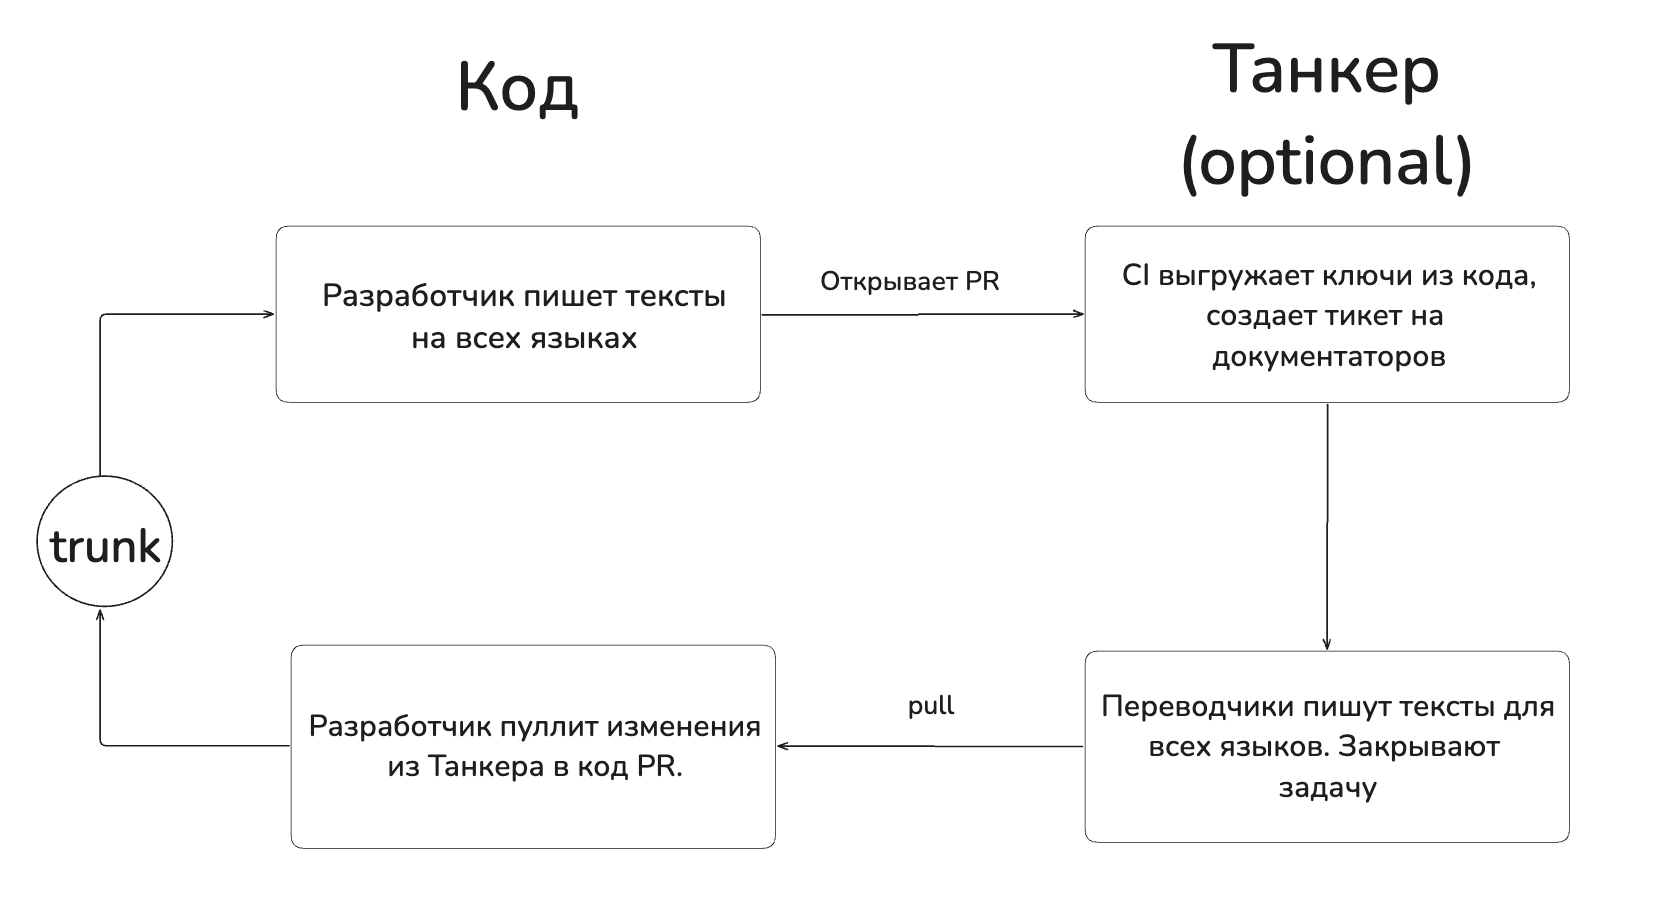 Код
Танкер
(optional)
Разработчик пишет тексты
на всех языках
Открывает PR
CI выгружает ключи из кода,
создает тикет на
документаторов
trunk
Разработчик пуллит изменения
из Танкера в код PR.
pull
Переводчики пишут тексты для
всех языков. Закрывают
задачу